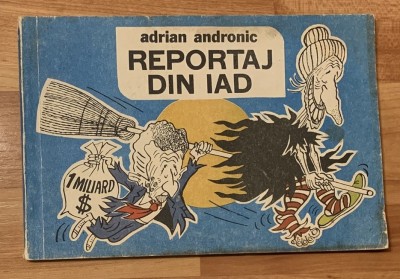 adrian andronic
REPORTAJ
DIN IAD
1 MILIARD
$